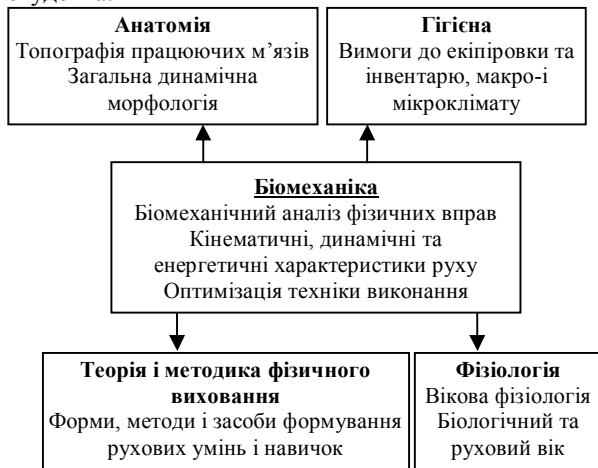 Анатомія
Топографія працюючих м’язів
Загальна динамічна
морфологія
Гігієна
Вимоги до екіпіровки та
інвентарю, макро-і
мікроклімату
Біомеханіка
Біомеханічний аналіз фізичних вправ
Кінематичні, динамічні та
енергетичні характеристики руху
Оптимізація техніки виконання
Теорія і методика фізичного
виховання
Форми, методи і засоби формування
рухових умінь і навичок
Фізіологія
Вікова фізіологія
Біологічний та
руховий вік